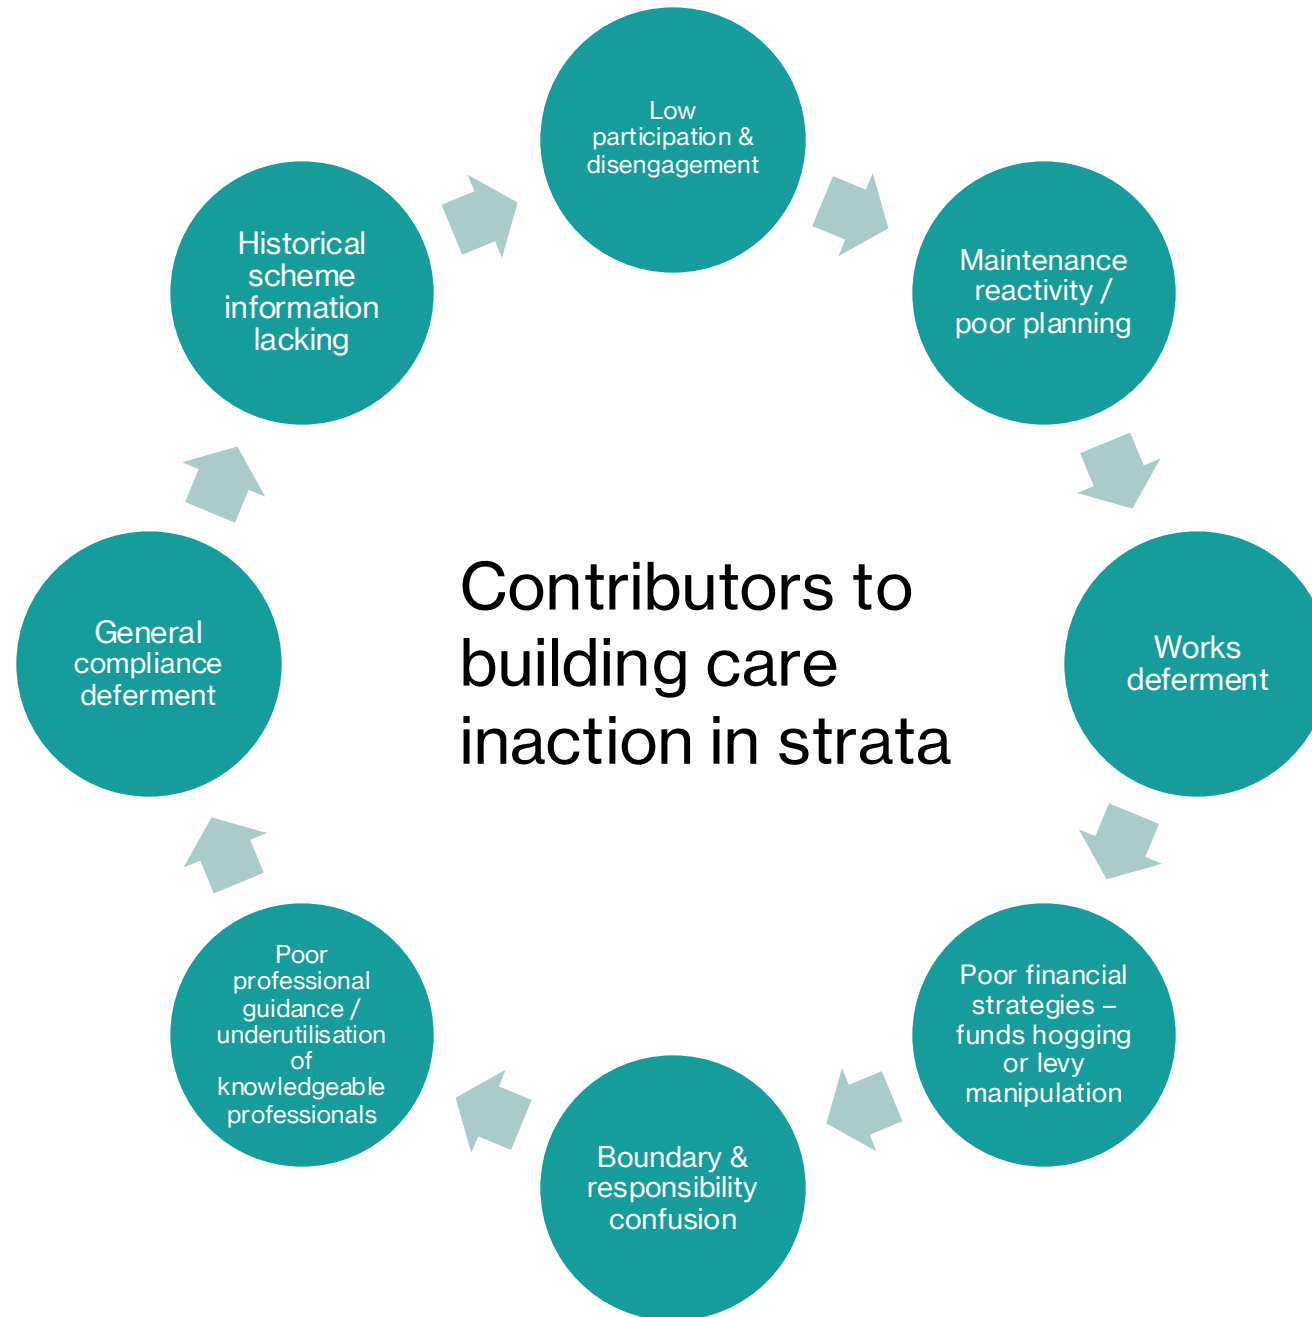 Low
participation &
disengagement
Maintenance
reactivity /
poor planning
Works
deferment
Poor financial
strategies –
funds hogging
or levy
manipulation
Boundary &
responsibility
confusion
Poor
professional
guidance /
underutilisation
of
knowledgeable
professionals
General
compliance
deferment
Historical
scheme
information
lacking
Contributors to
building care
inaction in strata